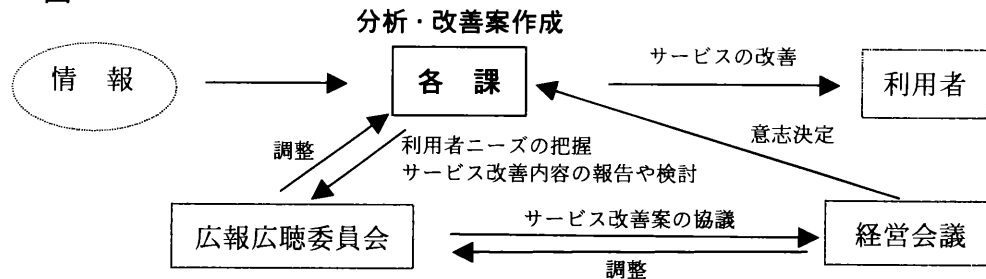 分析・改善案作成
情 報
各 課
サービスの改善
利用者
調整
利用者ニーズの把握
サービス改善内容の報告や検討
意志決定
広報広聴委員会
サービス改善案の協議
調整
経営会議